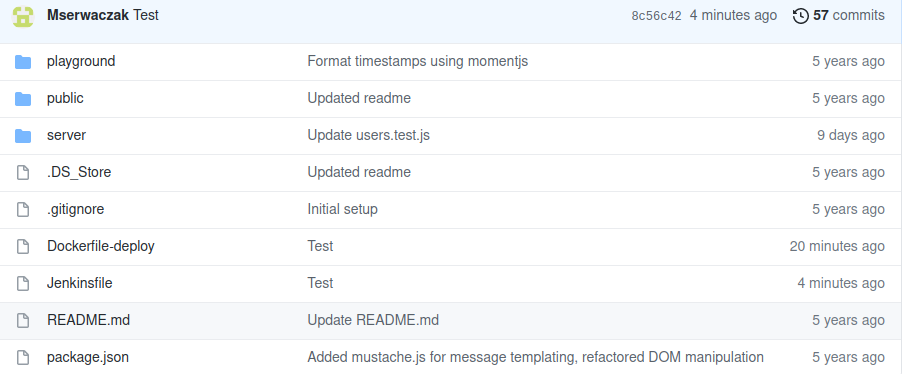 Mserwaczak Test 8c56c42 4 minutes ago 57 commits
playground Format timestamps using momentjs 5 years ago
public Updated readme 5 years ago
server Update users.test.js 9 days ago
.DS_Store Updated readme 5 years ago
.gitignore Initial setup 5 years ago
Dockerfile-deploy Test 20 minutes ago
Jenkinsfile Test 4 minutes ago
README.md Update README.md 5 years ago
package.json Added mustache.js for message templating, refactored DOM manipulation 5 years ago